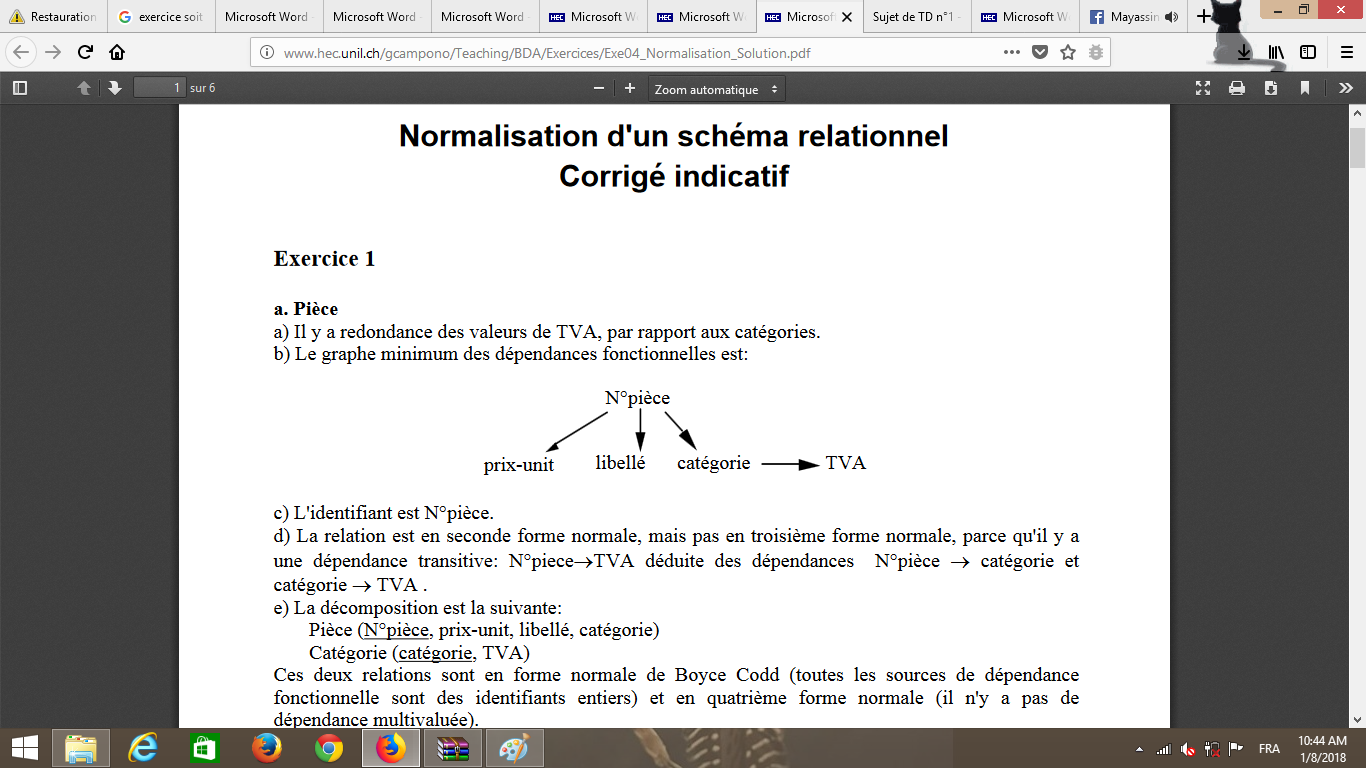 Restauration
exercice soit
Microsoft Word
Microsoft Word -
Microsoft Word -
HEC Microsoft W
HEC Microsoft W
HEC Microsof
Sujet de TD n°1 -
HEC Microsoft W
Mayassin
www.hec.unil.ch/gcampono/Teaching/BDA/Exercices/Exe04_Normalisation_Solution.pdf
1 sur 6
Zoom automatique
Normalisation d'un schéma relationnel
Corrigé indicatif
Exercice 1
a. Pièce
a) Il y a redondance des valeurs de TVA, par rapport aux catégories.
b) Le graphe minimum des dépendances fonctionnelles est:
N°pièce
prix-unit libellé catégorie TVA
c) L'identifiant est N°pièce.
d) La relation est en seconde forme normale, mais pas en troisième forme normale, parce qu'il y a
une dépendance transitive: N°piece→TVA déduite des dépendances N°pièce → catégorie et
catégorie → TVA .
e) La décomposition est la suivante:
Pièce (N°pièce, prix-unit, libellé, catégorie)
Catégorie (catégorie, TVA)
Ces deux relations sont en forme normale de Boyce Codd (toutes les sources de dépendance
fonctionnelle sont des identifiants entiers) et en quatrième forme normale (il n'y a pas de
dépendance multivaluée).
FRA
10:44 AM
1/8/2018